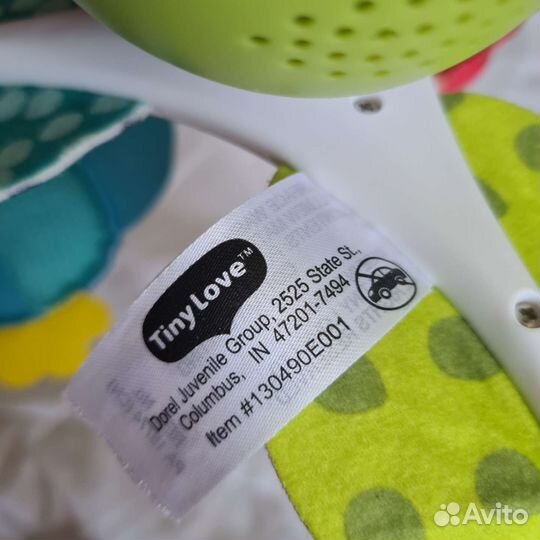 Tiny Love™
Dorel Juvenile Group, 2525 State St.,
Columbus, IN 47201-7494
Item #130490E001
Avito